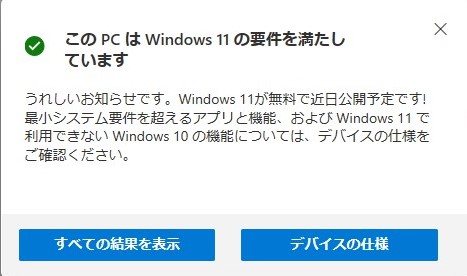 この PC は Windows 11 の要件を満たし
ています
うれしいお知らせです。Windows 11が無料で近日公開予定です!
最小システム要件を超えるアプリと機能、および Windows 11 で
利用できない Windows 10 の機能については、デバイスの仕様を
ご確認ください。
すべての結果を表示
デバイスの仕様